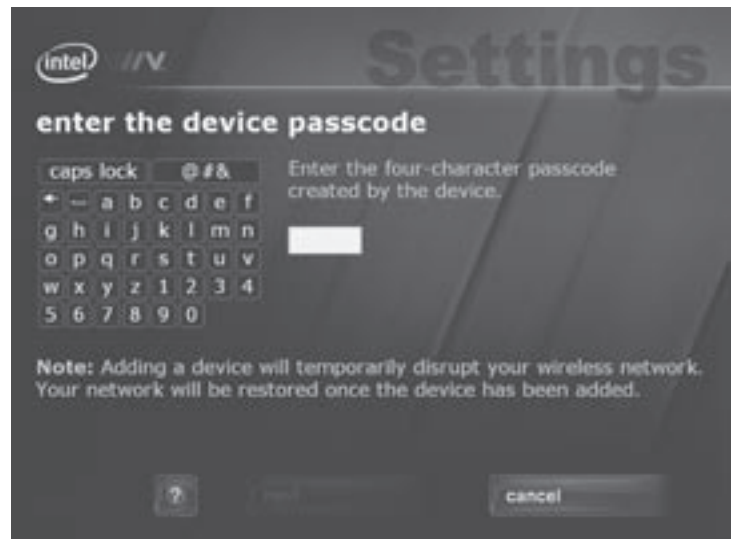 intel //V.
Settings
enter the device passcode
caps lock @#&
Enter the four-character passcode
created by the device.
a b c d e f
g h i j k l m n
o p q r s t u v
w x y z 1 2 3 4
5 6 7 8 9 0
Note: Adding a device will temporarily disrupt your wireless network.
Your network will be restored once the device has been added.
? cancel